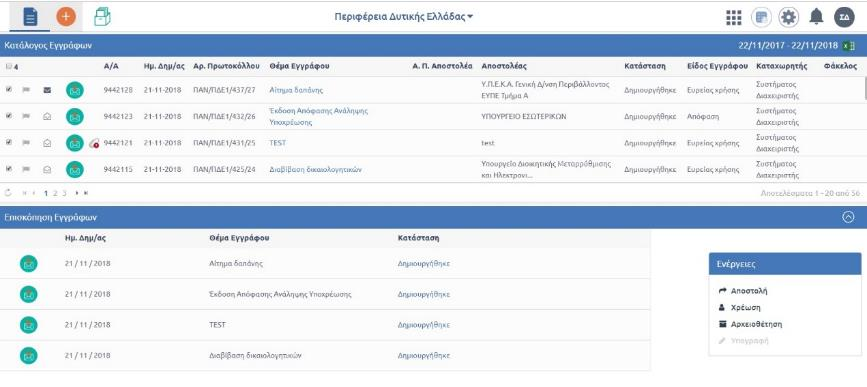 Περιφέρεια Δυτικής Ελλάδας
ΣΔ
Κατάλογος Εγγράφων 22/11/2017 - 22/11/2018
4 Α/Α Ημ. Δημ/ας Αρ. Πρωτοκόλλου Θέμα Εγγράφου Α. Π. Αποστολέα Αποστολέας Κατάσταση Είδος Εγγράφου Καταχωρητής Φάκελος
9442128 21-11-2018 ΠΑΝ/ΠΔΕ1/437/27 Αίτημα δαπάνης Υ.Π.Ε.Κ.Α. Γενική Δ/νση Περιβάλλοντος Δημιουργήθηκε Ευρείας χρήσης Συστήματος
ΕΥΠΕ Τμήμα Α Διαχειριστής
9442123 21-11-2018 ΠΑΝ/ΠΔΕ1/432/26 Έκδοση Απόφασης Ανάληψης ΥΠΟΥΡΓΕΙΟ ΕΣΩΤΕΡΙΚΩΝ Δημιουργήθηκε Απόφαση Συστήματος
Υποχρέωσης Διαχειριστής
9442121 21-11-2018 ΠΑΝ/ΠΔΕ1/431/25 TEST test Δημιουργήθηκε Ευρείας χρήσης Συστήματος
Διαχειριστής
9442115 21-11-2018 ΠΑΝ/ΠΔΕ1/425/24 Διαβίβαση δικαιολογητικών Υπουργείο Διοικητικής Μεταρρύθμισης Δημιουργήθηκε Ευρείας χρήσης Συστήματος
και Ηλεκτρονι... Διαχειριστής
1 2 3 Αποτελέσματα 1 - 20 από 56
Επισκόπηση Εγγράφων
Ημ. Δημ/ας Θέμα Εγγράφου Κατάσταση
21 / 11 / 2018 Αίτημα δαπάνης Δημιουργήθηκε
21 / 11 / 2018 Έκδοση Απόφασης Ανάληψης Υποχρέωσης Δημιουργήθηκε
21 / 11 / 2018 TEST Δημιουργήθηκε
21 / 11 / 2018 Διαβίβαση δικαιολογητικών Δημιουργήθηκε
Ενέργειες
Αποστολή
Χρέωση
Αρχειοθέτηση
Υπογραφή